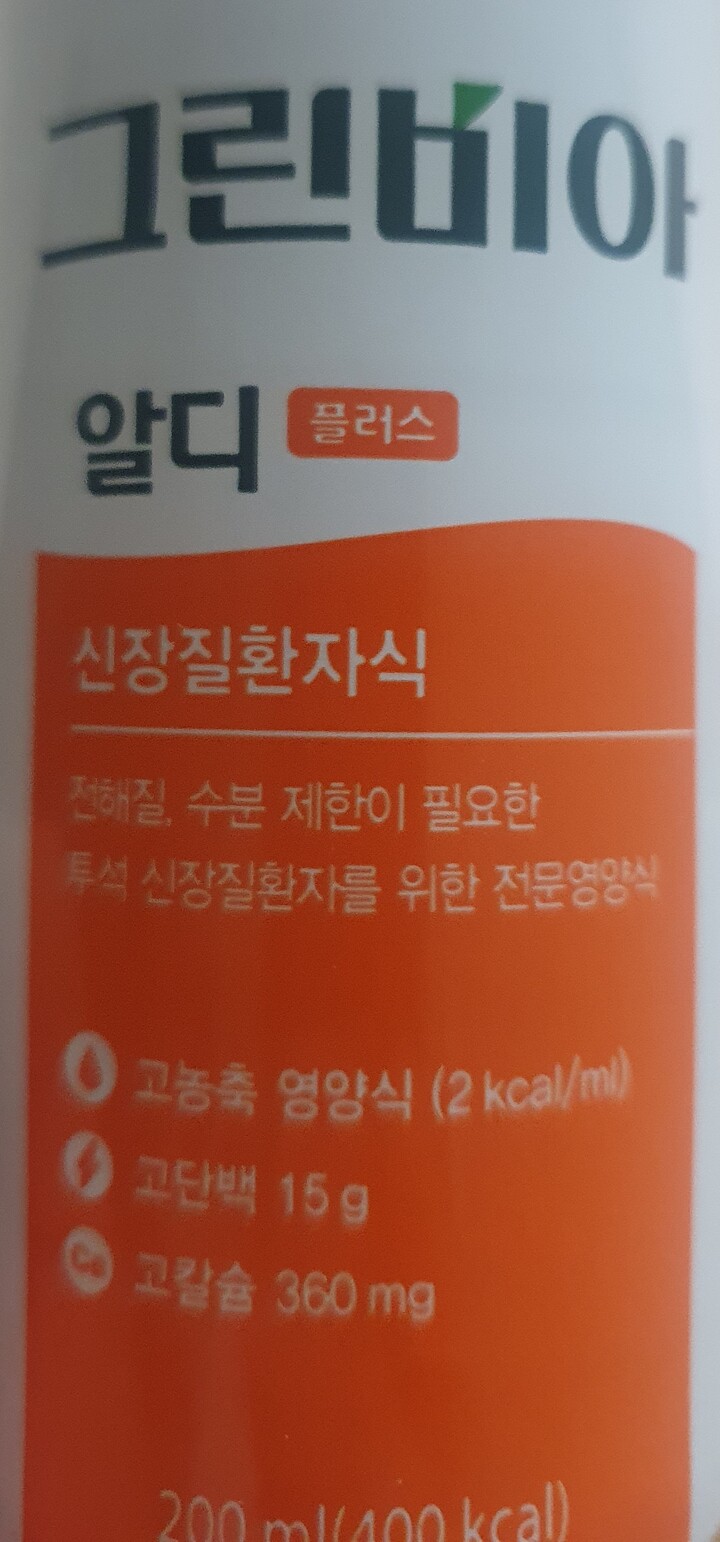 그린비아
알디 플러스
신장질환자식
전해질, 수분 제한이 필요한
투석 신장질환자를 위한 전문영양식
고농축 영양식 (2 kcal/ml)
고단백 15 g
Ca 고칼슘 360 mg
200 ml(400 kcal)